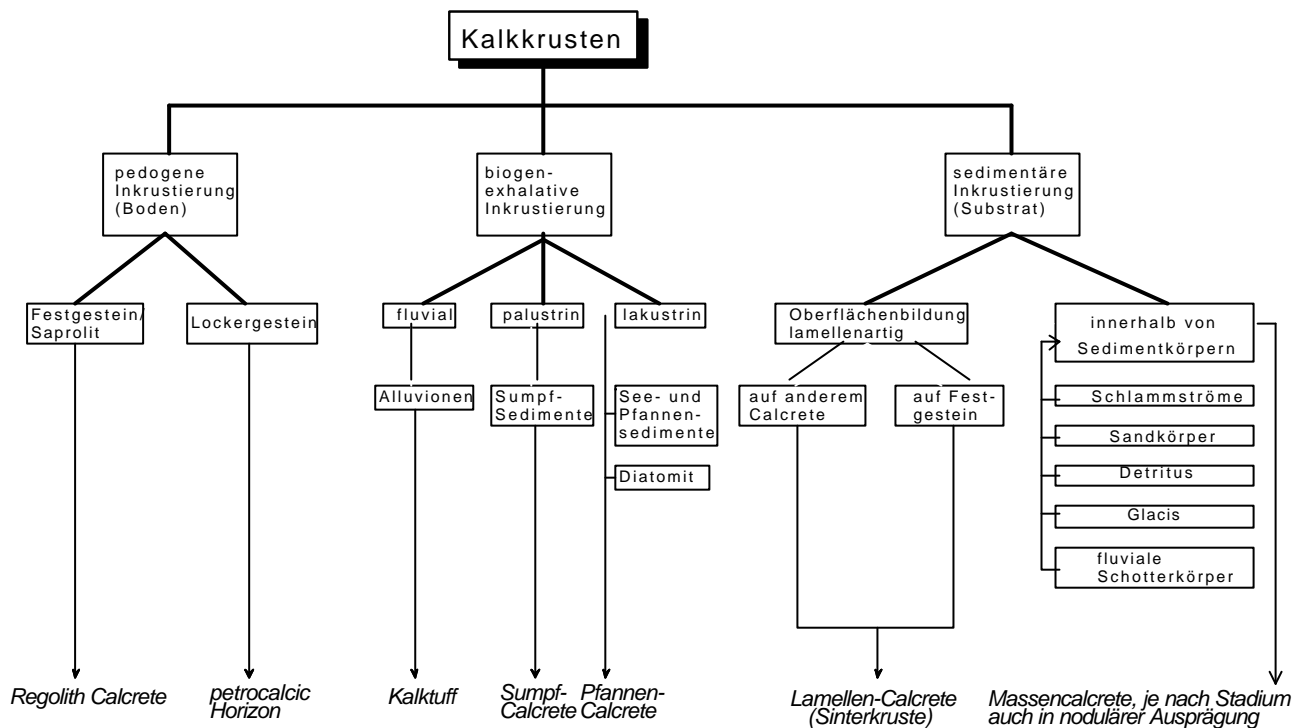 Kalkkrusten
pedogene
Inkrustierung
(Boden)
biogen-
exhalative
Inkrustierung
sedimentäre
Inkrustierung
(Substrat)
Festgestein/
Saprolit
Lockergestein
fluvial
palustrin
lakustrin
Oberflächenbildung
lamellenartig
innerhalb von
Sedimentkörpern
Alluvionen
Sumpf-
Sedimente
See- und
Pfannen-
sedimente
Diatomit
auf anderem
Calcrete
auf Fest-
gestein
Schlammströme
Sandkörper
Detritus
Glacis
fluviale
Schotterkörper
Regolith Calcrete
petrocalcic
Horizon
Kalktuff
Sumpf-
Calcrete
Pfannen-
Calcrete
Lamellen-Calcrete
(Sinterkruste)
Massencalcrete, je nach Stadium
auch in nodulärer Ausprägung